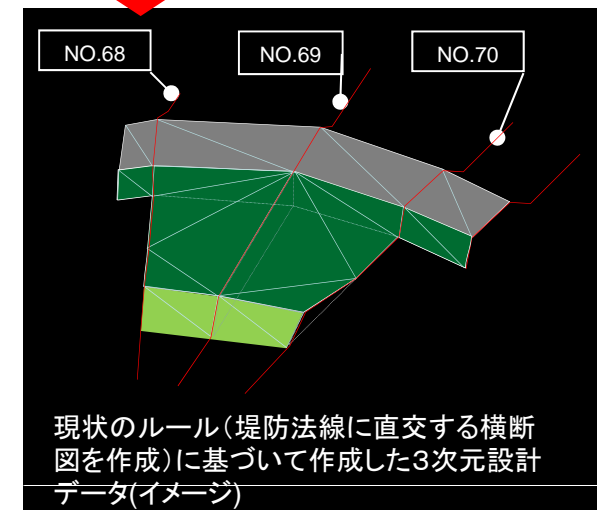 NO.68
NO.69
NO.70
現状のルール(堤防法線に直交する横断
図を作成)に基づいて作成した3次元設計
データ(イメージ)